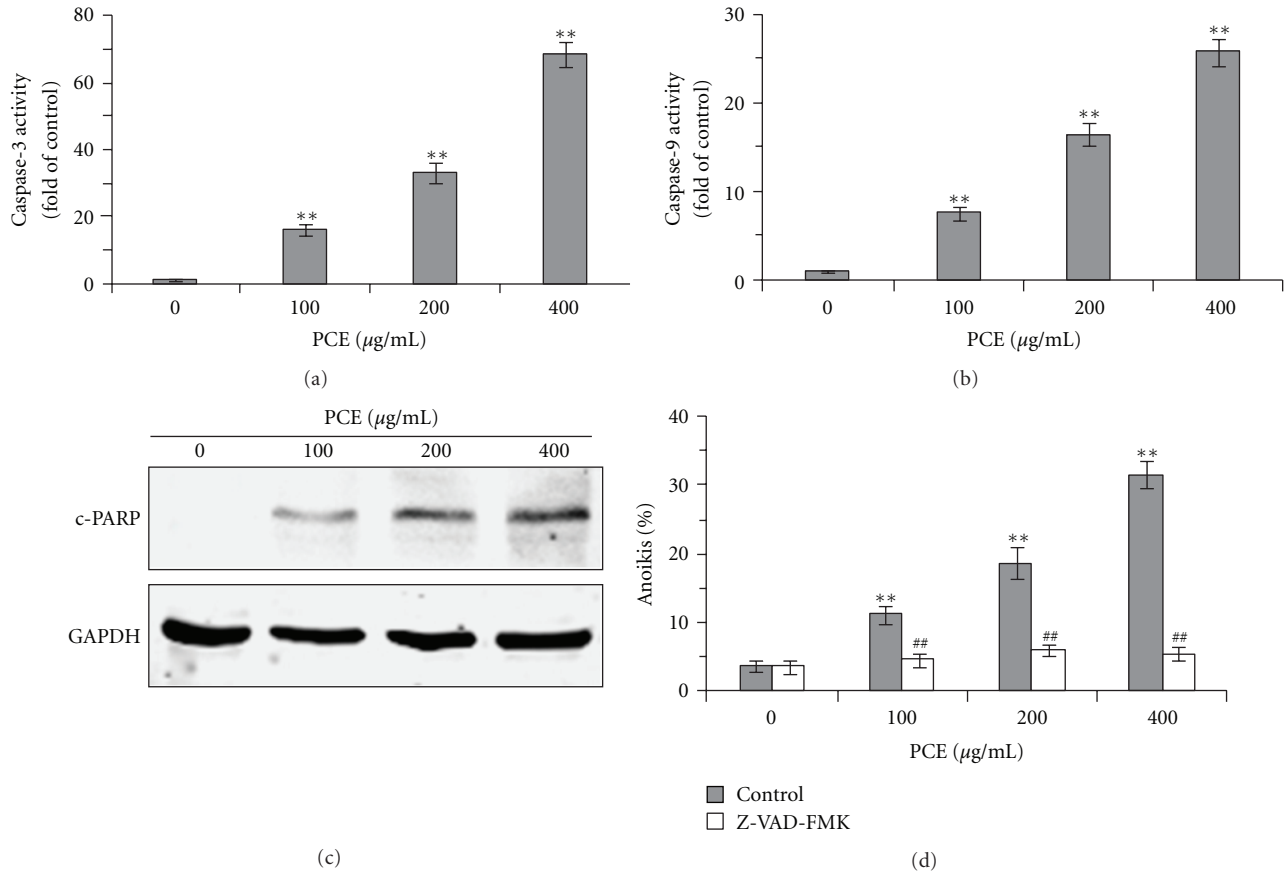 80
60
40
20
0
Caspase-3 activity
(fold of control)
**
**
**
0 100 200 400
PCE (μg/mL)
(a)
30
20
10
0
Caspase-9 activity
(fold of control)
**
**
**
0 100 200 400
PCE (μg/mL)
(b)
PCE (μg/mL)
0 100 200 400
c-PARP
GAPDH
(c)
40
30
20
10
0
Anoikis (%)
**
**
**
##
##
##
0 100 200 400
PCE (μg/mL)
Control
Z-VAD-FMK
(d)